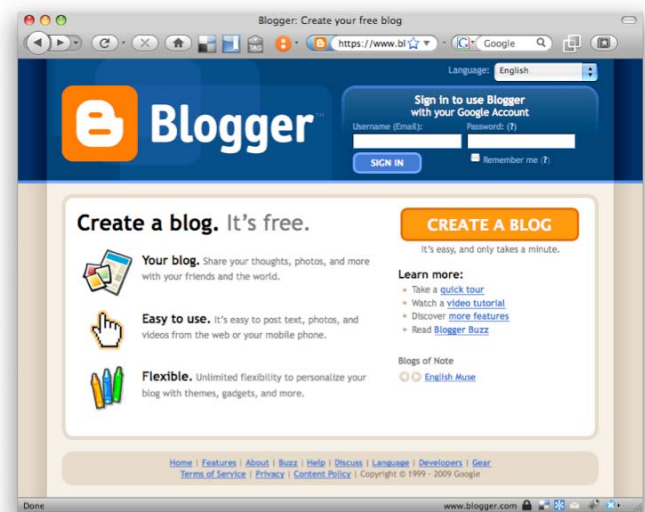 Blogger: Create your free blog
https://www.bl
Google
Language: English
Blogger™
Sign in to use Blogger
with your Google Account
Username (Email):
Password: (?)
SIGN IN
Remember me (?)
Create a blog. It's free.
Your blog. Share your thoughts, photos, and more
with your friends and the world.
Easy to use. It's easy to post text, photos, and
videos from the web or your mobile phone.
Flexible. Unlimited flexibility to personalize your
blog with themes, gadgets, and more.
CREATE A BLOG
It's easy, and only takes a minute.
Learn more:
Take a quick tour
Watch a video tutorial
Discover more features
Read Blogger Buzz
Blogs of Note
English Muse
Home | Features | About | Buzz | Help | Discuss | Language | Developers | Gear
Terms of Service | Privacy | Content Policy | Copyright © 1999 - 2009 Google
Done
www.blogger.com